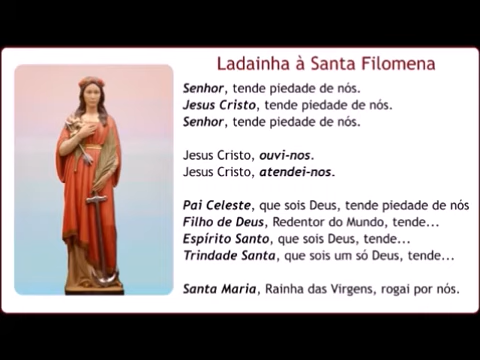 Ladainha à Santa Filomena
Senhor, tende piedade de nós.
Jesus Cristo, tende piedade de nós.
Senhor, tende piedade de nós.
Jesus Cristo, ouvi-nos.
Jesus Cristo, atendei-nos.
Pai Celeste, que sois Deus, tende piedade de nós
Filho de Deus, Redentor do Mundo, tende...
Espírito Santo, que sois Deus, tende...
Trindade Santa, que sois um só Deus, tende...
Santa Maria, Rainha das Virgens, rogai por nós.